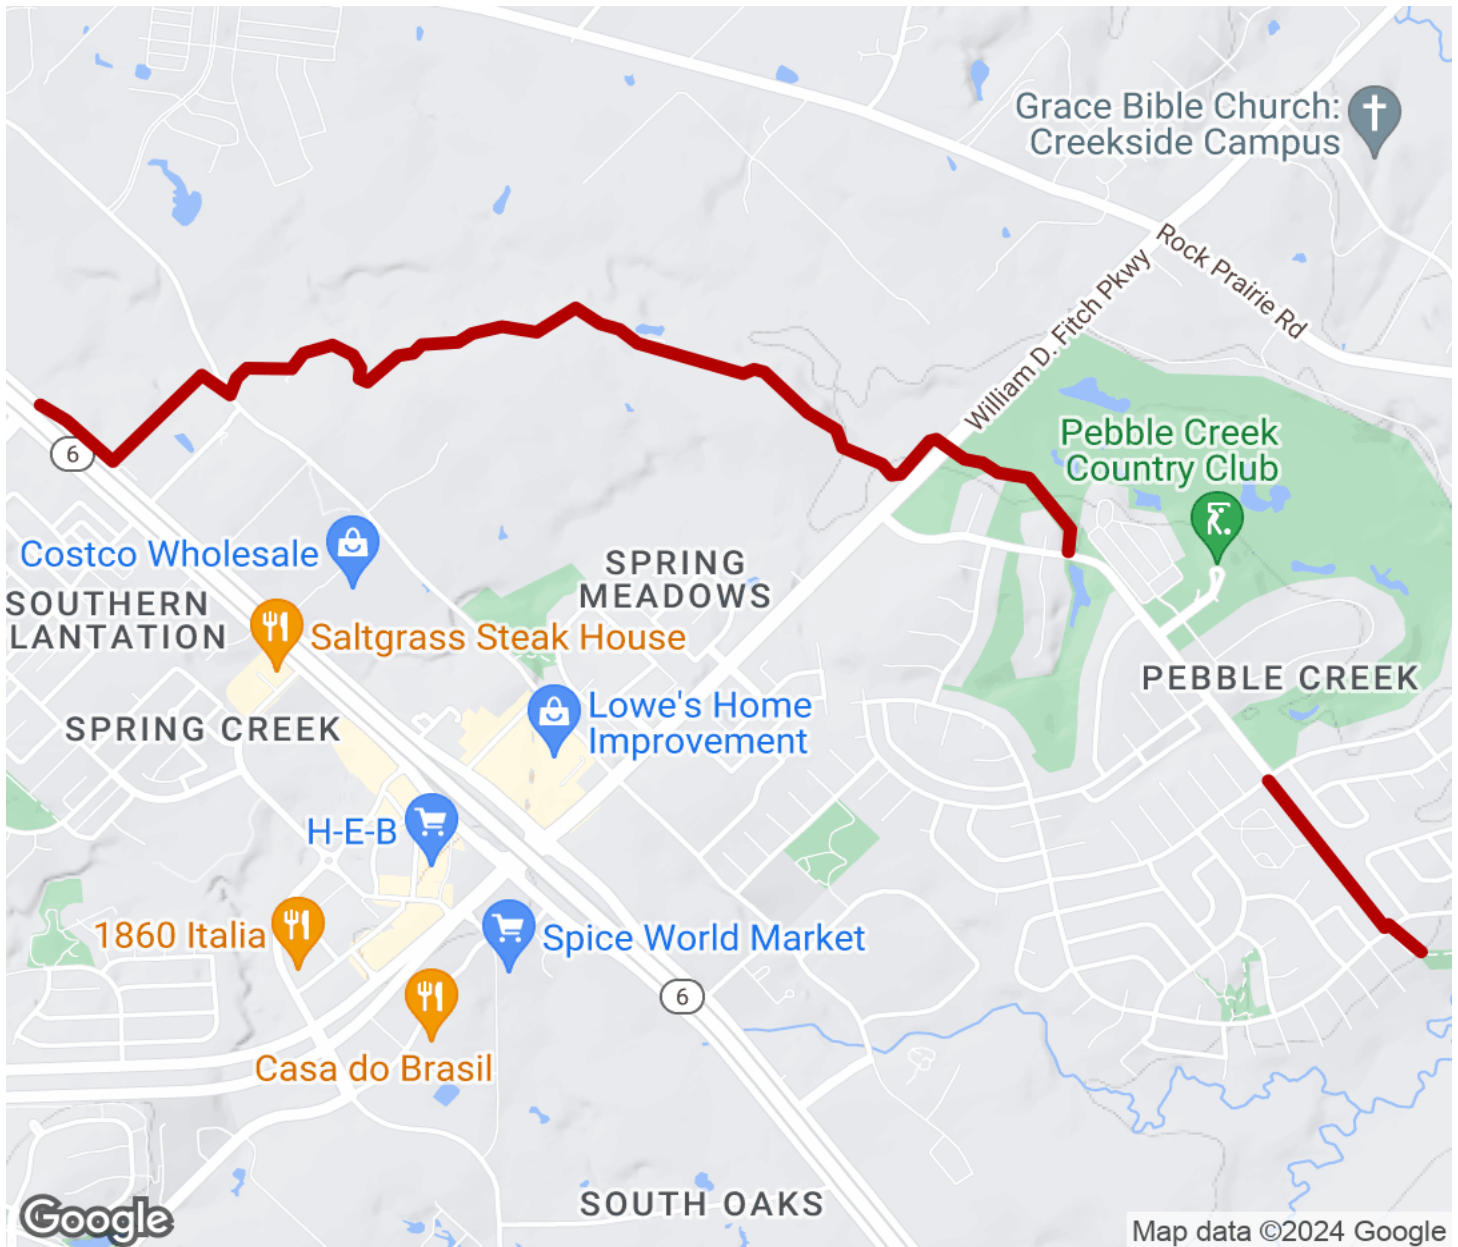 Grace Bible Church:
Creekside Campus
Rock Prairie Rd
William D. Fitch Pkwy
Pebble Creek
Country Club
6
Costco Wholesale
SPRING
MEADOWS
SOUTHERN
LANTATION
Saltgrass Steak House
PEBBLE CREEK
Lowe's Home
Improvement
SPRING CREEK
H-E-B
1860 Italia
Spice World Market
6
Casa do Brasil
SOUTH OAKS
Google
Map data ©2024 Google